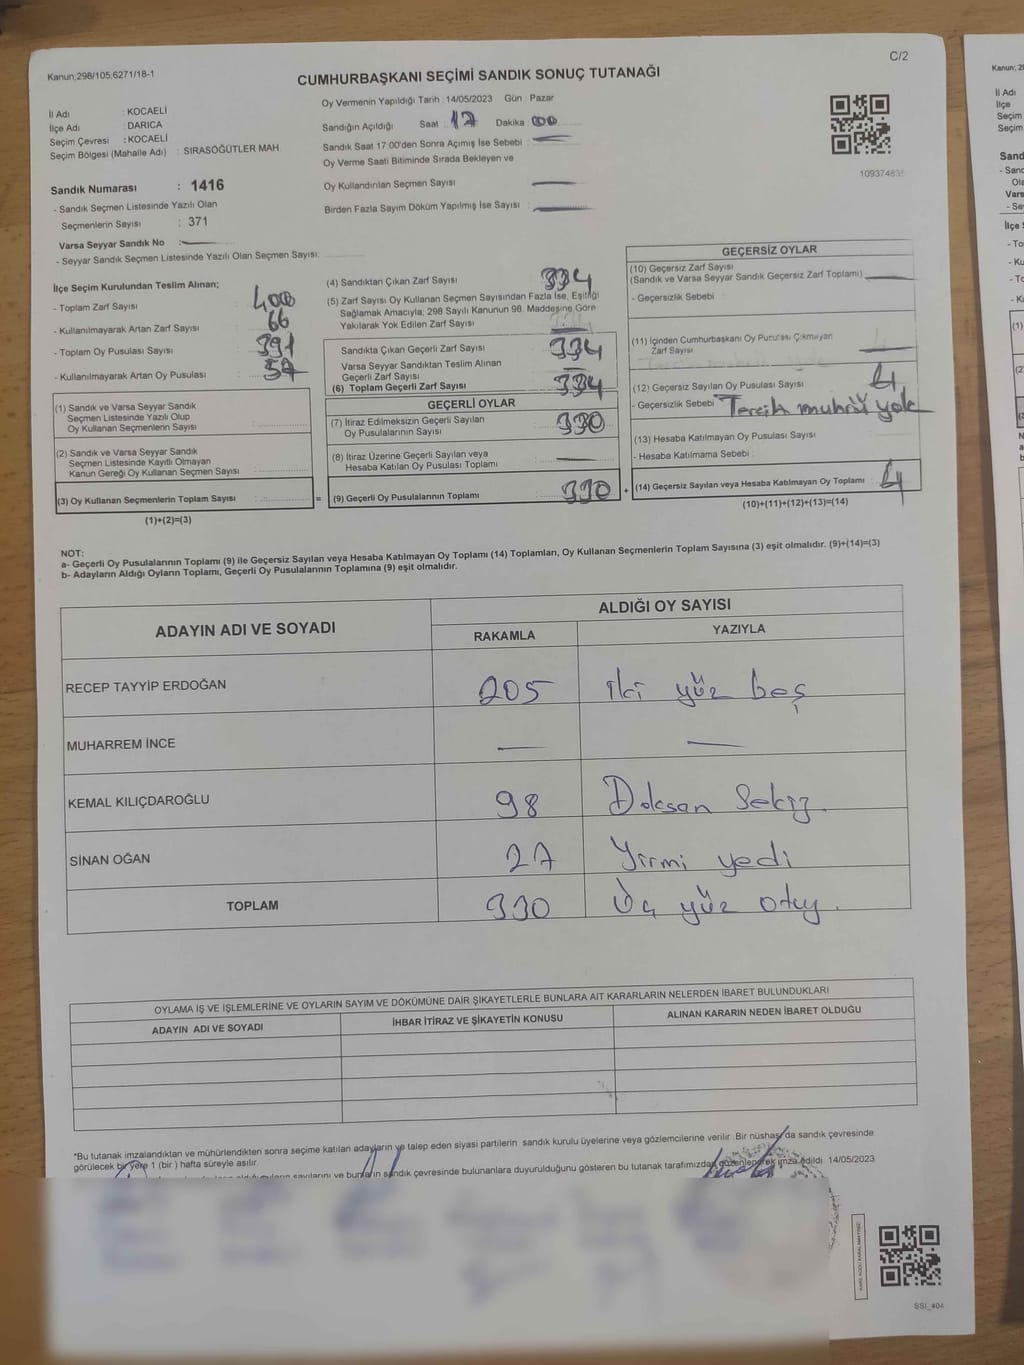 Kanun;298/105;6271/18-1
C/2
CUMHURBAŞKANI SEÇİMİ SANDIK SONUÇ TUTANAĞI
İl Adı : KOCAELİ
İlçe Adı : DARICA
Seçim Çevresi : KOCAELİ
Seçim Bölgesi (Mahalle Adı) : SIRASÖĞÜTLER MAH
Sandık Numarası : 1416
- Sandık Seçmen Listesinde Yazılı Olan
Seçmenlerin Sayısı : 371
Varsa Seyyar Sandık No :
- Seyyar Sandık Seçmen Listesinde Yazılı Olan Seçmen Sayısı:
Oy Vermenin Yapıldığı Tarih :14/05/2023 Gün : Pazar
Sandığın Açıldığı Saat : 17 Dakika : 00
Sandık Saat 17:00'den Sonra Açımış İse Sebebi :
Oy Verme Saati Bitiminde Sırada Bekleyen ve
Oy Kullandırılan Seçmen Sayısı
Birden Fazla Sayım Döküm Yapılmış İse Sayısı :
İlçe Seçim Kurulundan Teslim Alınan;
- Toplam Zarf Sayısı : 400
- Kullanılmayarak Artan Zarf Sayısı : 66
- Toplam Oy Pusulası Sayısı : 391
- Kullanılmayarak Artan Oy Pusulası : 57
(1) Sandık ve Varsa Seyyar Sandık
Seçmen Listesinde Yazılı Olup
Oy Kullanan Seçmenlerin Sayısı :
(2) Sandık ve Varsa Seyyar Sandık
Seçmen Listesinde Kayıtlı Olmayan
Kanun Gereği Oy Kullanan Seçmen Sayısı :
(3) Oy Kullanan Seçmenlerin Toplam Sayısı : =
(1)+(2)=(3)
(4) Sandıktan Çıkan Zarf Sayısı 334
(5) Zarf Sayısı Oy Kullanan Seçmen Sayısından Fazla İse, Eşitliği
Sağlamak Amacıyla; 298 Sayılı Kanunun 98. Maddesine Göre
Yakılarak Yok Edilen Zarf Sayısı :
Sandıkta Çıkan Geçerli Zarf Sayısı : 334
Varsa Seyyar Sandıktan Teslim Alınan
Geçerli Zarf Sayısı
(6) Toplam Geçerli Zarf Sayısı : 334
GEÇERLİ OYLAR
(7) İtiraz Edilmeksizin Geçerli Sayılan
Oy Pusulalarının Sayısı : 330
(8) İtiraz Üzerine Geçerli Sayılan veya
Hesaba Katılan Oy Pusulası Toplamı :
(9) Geçerli Oy Pusulalarının Toplamı : 330 +
GEÇERSİZ OYLAR
(10) Geçersiz Zarf Sayısı
(Sandık ve Varsa Seyyar Sandık Geçersiz Zarf Toplamı)
- Geçersizlik Sebebi :
(11) İçinden Cumhurbaşkanı Oy Pusulası Çıkmayan
Zarf Sayısı
(12) Geçersiz Sayılan Oy Pusulası Sayısı : 4
- Geçersizlik Sebebi : Tercih muhrü yok
(13) Hesaba Katılmayan Oy Pusulası Sayısı :
- Hesaba Katılmama Sebebi :
(14) Geçersiz Sayılan veya Hesaba Katılmayan Oy Toplamı : 4
(10)+(11)+(12)+(13)=(14)
NOT:
a- Geçerli Oy Pusulalarının Toplamı (9) ile Geçersiz Sayılan veya Hesaba Katılmayan Oy Toplamı (14) Toplamları, Oy Kullanan Seçmenlerin Toplam Sayısına (3) eşit olmalıdır. (9)+(14)=(3)
b- Adayların Aldığı Oyların Toplamı, Geçerli Oy Pusulalarının Toplamına (9) eşit olmalıdır.
ADAYIN ADI VE SOYADI
ALDIĞI OY SAYISI
RAKAMLA YAZIYLA
RECEP TAYYİP ERDOĞAN 205 iki yüz beş
MUHARREM İNCE
KEMAL KILIÇDAROĞLU 98 Doksan Sekiz.
SİNAN OĞAN 27 Yirmi yedi
TOPLAM 330 Üç yüz otuz.
OYLAMA İŞ VE İŞLEMLERİNE VE OYLARIN SAYIM VE DÖKÜMÜNE DAİR ŞİKAYETLERLE BUNLARA AİT KARARLARIN NELERDEN İBARET BULUNDUKLARI
ADAYIN ADI VE SOYADI İHBAR İTİRAZ VE ŞİKAYETİN KONUSU ALINAN KARARIN NEDEN İBARET OLDUĞU
*Bu tutanak imzalandıktan ve mühürlendikten sonra seçime katılan adayların ve talep eden siyasi partilerin sandık kurulu üyelerine veya gözlemcilerine verilir. Bir nüshası da sandık çevresinde
görülecek bir yere 1 (bir) hafta süreyle asılır.
sayılarını ve bunların sandık çevresinde bulunanlara duyurulduğunu gösteren bu tutanak tarafımızdan düzenlenerek imza edildi. 14/05/2023
SSI_404